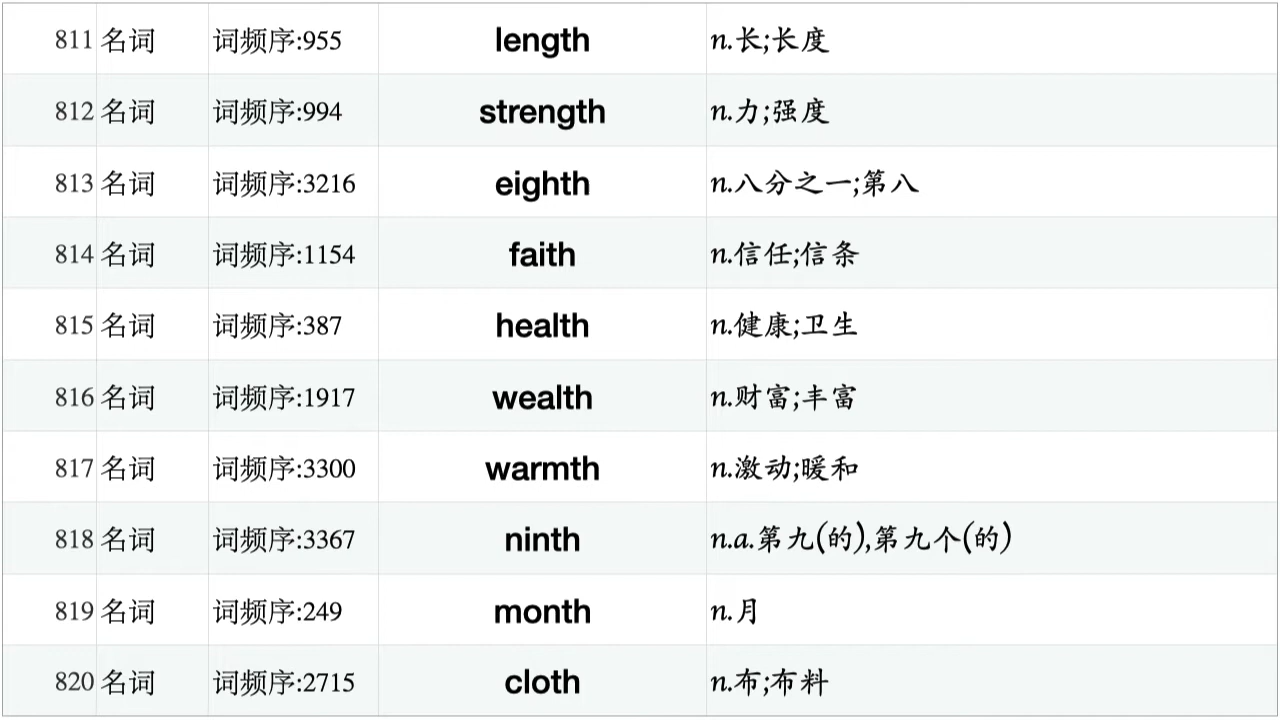 811 名词 词频序:955 length n.长;长度
812 名词 词频序:994 strength n.力;强度
813 名词 词频序:3216 eighth n.八分之一;第八
814 名词 词频序:1154 faith n.信任;信条
815 名词 词频序:387 health n.健康;卫生
816 名词 词频序:1917 wealth n.财富;丰富
817 名词 词频序:3300 warmth n.激动;暖和
818 名词 词频序:3367 ninth n.a.第九(的),第九个(的)
819 名词 词频序:249 month n.月
820 名词 词频序:2715 cloth n.布;布料